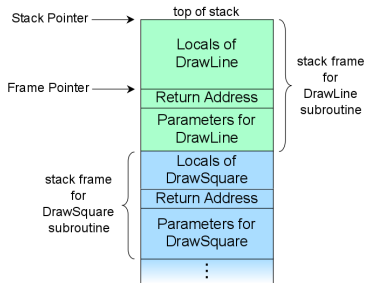 Stack Pointer
top of stack
Locals of
DrawLine
Frame Pointer
Return Address
Parameters for
DrawLine
stack frame
for
DrawLine
subroutine
stack frame
for
DrawSquare
subroutine
Locals of
DrawSquare
Return Address
Parameters for
DrawSquare